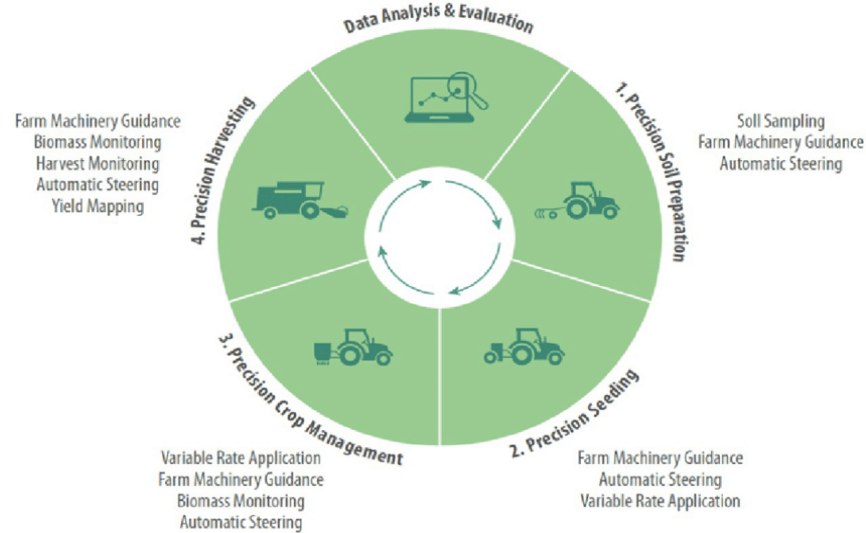 Data Analysis & Evaluation
1. Precision Soil Preparation
Soll Sampling
Farm Machinery Guidance
Automatic Steering
2. Precision Seeding
Farm Machinery Guidance
Automatic Steering
Variable Rate Application
3. Precision Crop Management
Variable Rate Application
Farm Machinery Guidance
Biomass Monitoring
Automatic Steering
4. Precision Harvesting
Farm Machinery Guidance
Biomass Monitoring
Harvest Monitoring
Automatic Steering
Yield Mapping